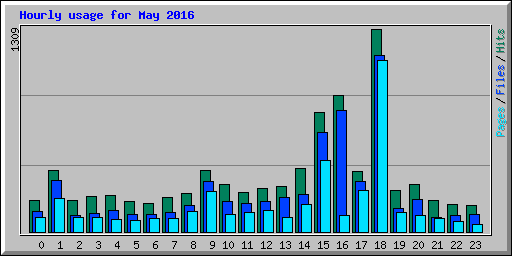 Hourly usage for May 2016
1309
Pages / Files / Hits
0 1 2 3 4 5 6 7 8 9 10 11 12 13 14 15 16 17 18 19 20 21 22 23